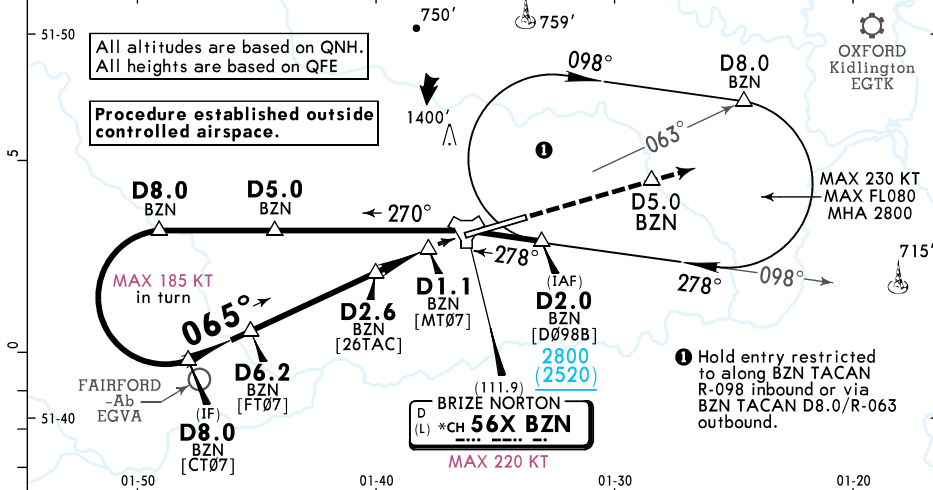 51-50
750'
759'
All altitudes are based on QNH.
All heights are based on QFE
098°
D8.0
BZN
OXFORD
Kidlington
EGTK
Procedure established outside
controlled airspace.
1400'
063°
1
5
D8.0
BZN
D5.0
BZN
270°
D5.0
BZN
MAX 230 KT
MAX FL080
MHA 2800
278°
715'
MAX 185 KT
in turn
D1.1
BZN
[MTØ7]
(IAF)
D2.0
BZN
[DØ98B]
2800
(2520)
278°
098°
065°
D2.6
BZN
[26TAC]
0
D6.2
BZN
[FTØ7]
FAIRFORD
-Ab
EGVA
(IF)
D8.0
BZN
[CTØ7]
(111.9)
BRIZE NORTON
D
(L) *CH 56X BZN
MAX 220 KT
1 Hold entry restricted
to along BZN TACAN
R-098 inbound or via
BZN TACAN D8.0/R-063
outbound.
51-40
01-50
01-40
01-30
01-20